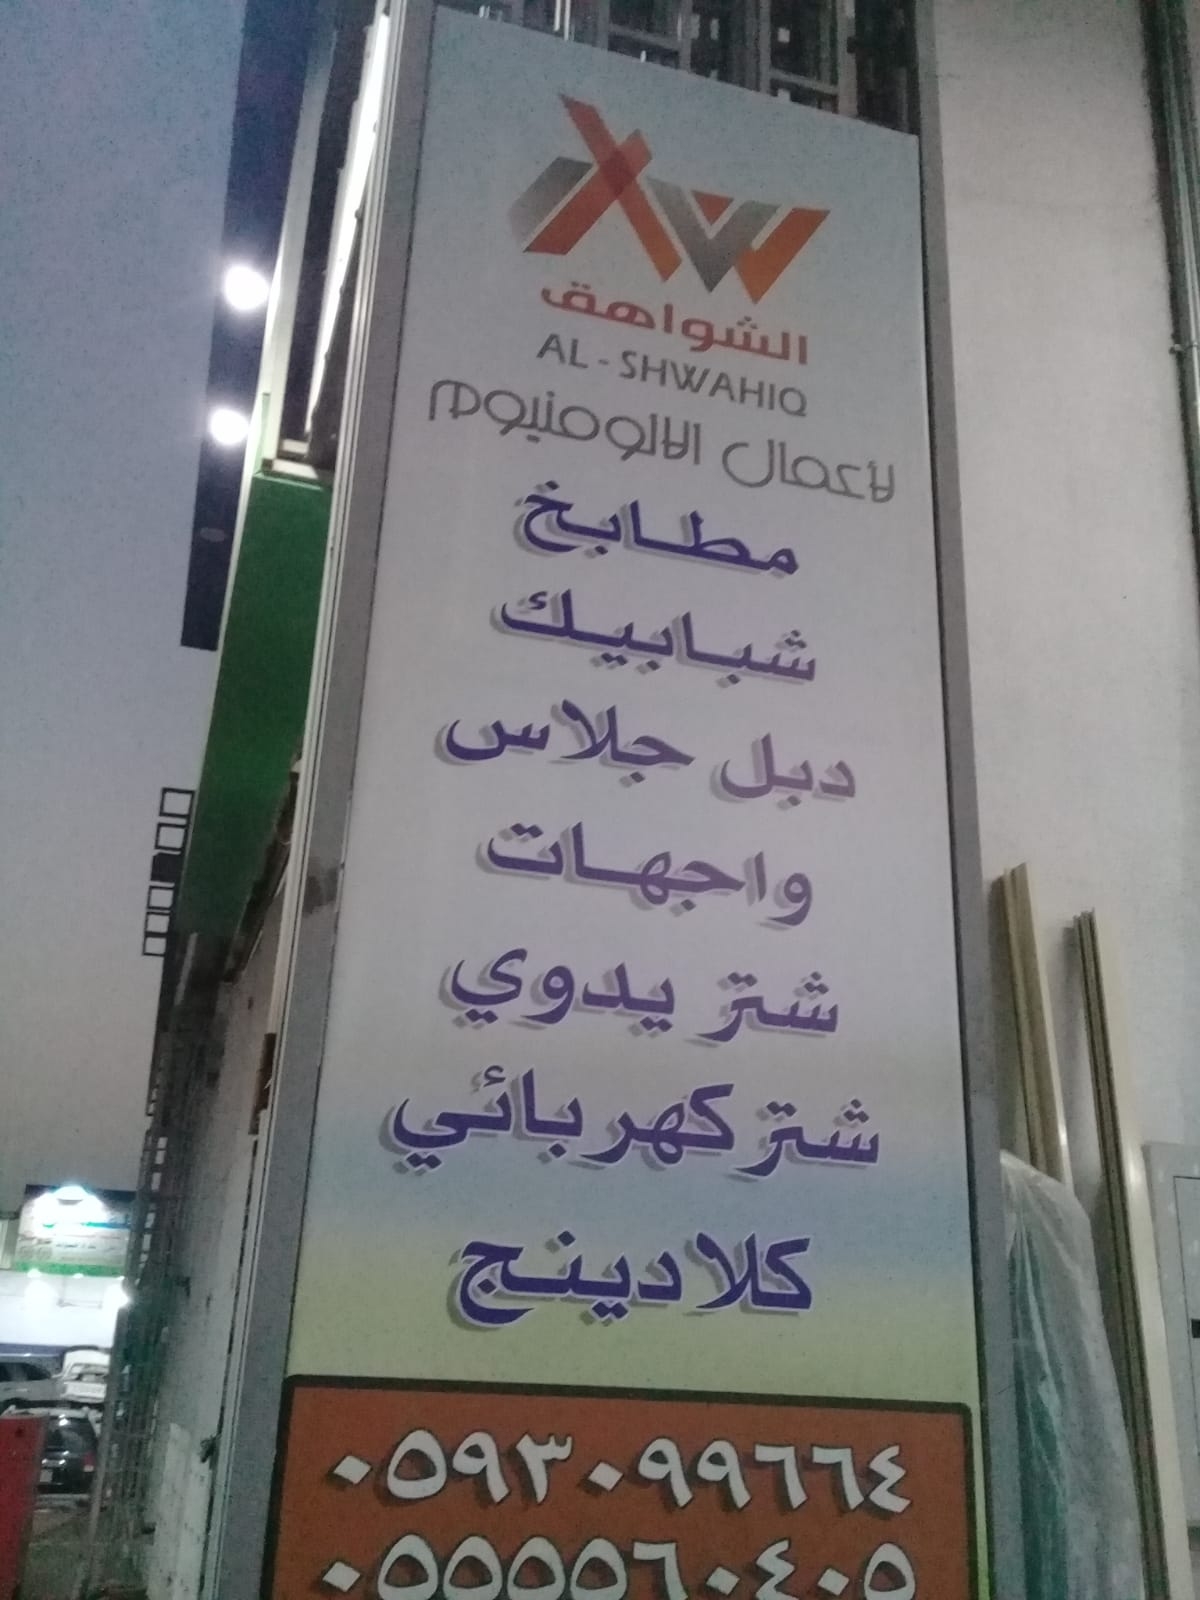 الشواهق
AL - SHWAHIQ
لأعمال الالومنيوم
مطابخ
شبابيك
دبل جلاس
واجهات
شتر يدوي
شتر كهربائي
كلادينج
٠٥٩٣٠٩٩٦٦٤
٠٥٥٥٥٦٠٤٠٥